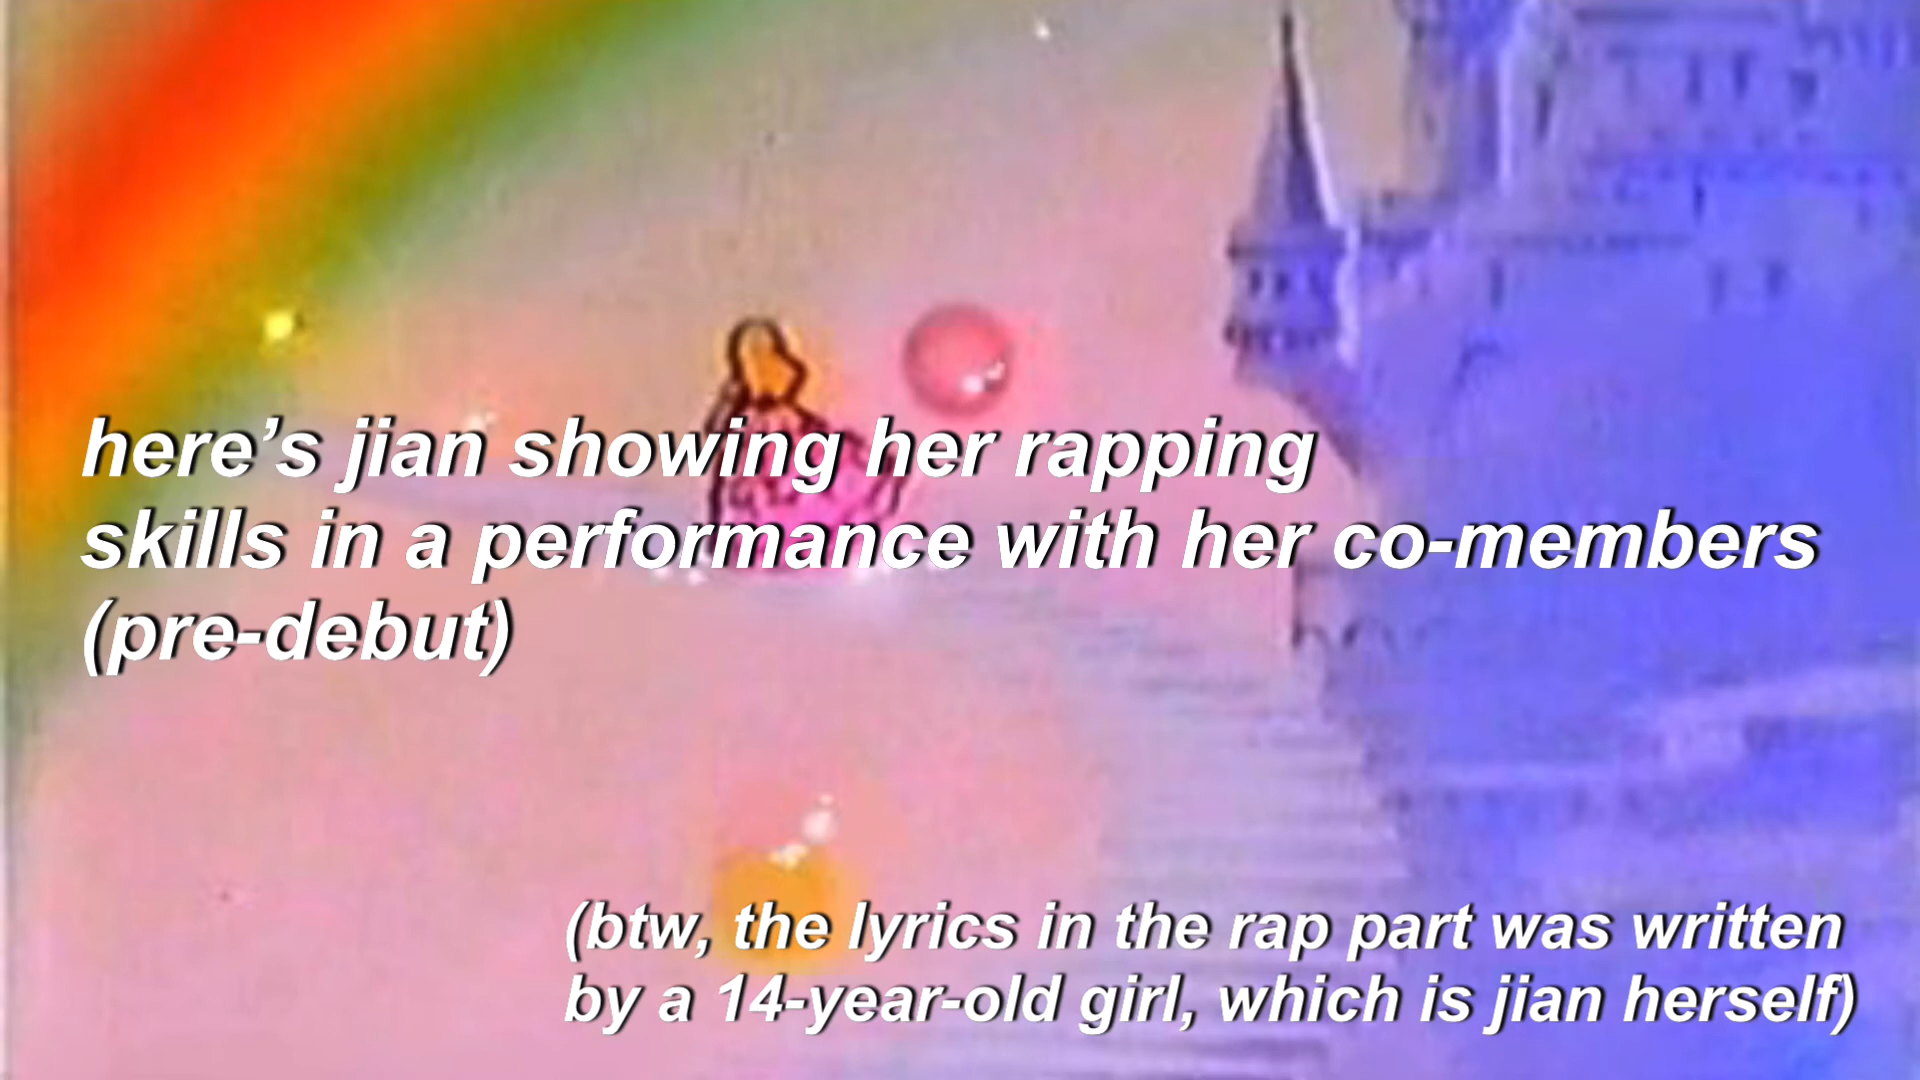 here’s jian showing her rapping
skills in a performance with her co-members
(pre-debut)
(btw, the lyrics in the rap part was written
by a 14-year-old girl, which is jian herself)